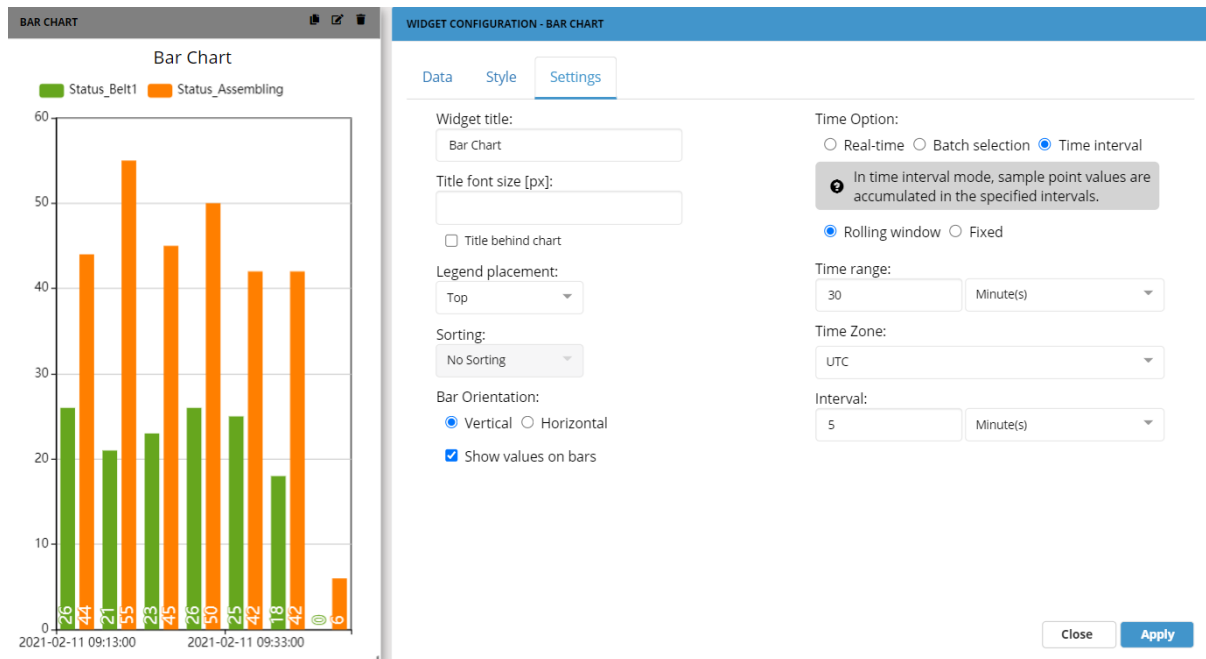 BAR CHART
Bar Chart
Status_Belt1 Status_Assembling
60
50
40
30
20
10
0
26 44 21 55 23 45 26 50 25 42 18 42 0 6
2021-02-11 09:13:00 2021-02-11 09:33:00
WIDGET CONFIGURATION - BAR CHART
Data Style Settings
Widget title:
Bar Chart
Title font size [px]:
Title behind chart
Legend placement:
Top
Sorting:
No Sorting
Bar Orientation:
Vertical Horizontal
Show values on bars
Time Option:
Real-time Batch selection Time interval
In time interval mode, sample point values are
accumulated in the specified intervals.
Rolling window Fixed
Time range:
30 Minute(s)
Time Zone:
UTC
Interval:
5 Minute(s)
Close Apply